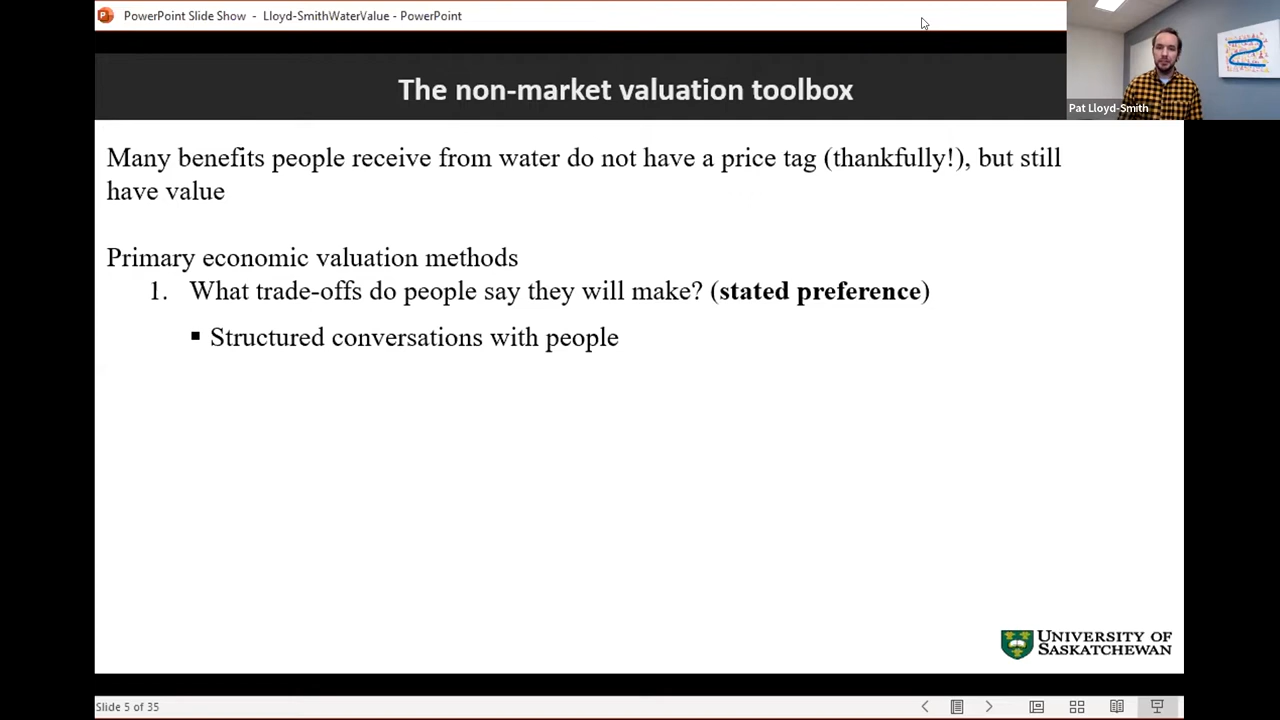 PowerPoint Slide Show - Lloyd-SmithWaterValue - PowerPoint
The non-market valuation toolbox
Pat Lloyd-Smith
Many benefits people receive from water do not have a price tag (thankfully!), but still
have value
Primary economic valuation methods
1. What trade-offs do people say they will make? (stated preference)
▪ Structured conversations with people
UNIVERSITY OF
SASKATCHEWAN
Slide 5 of 35